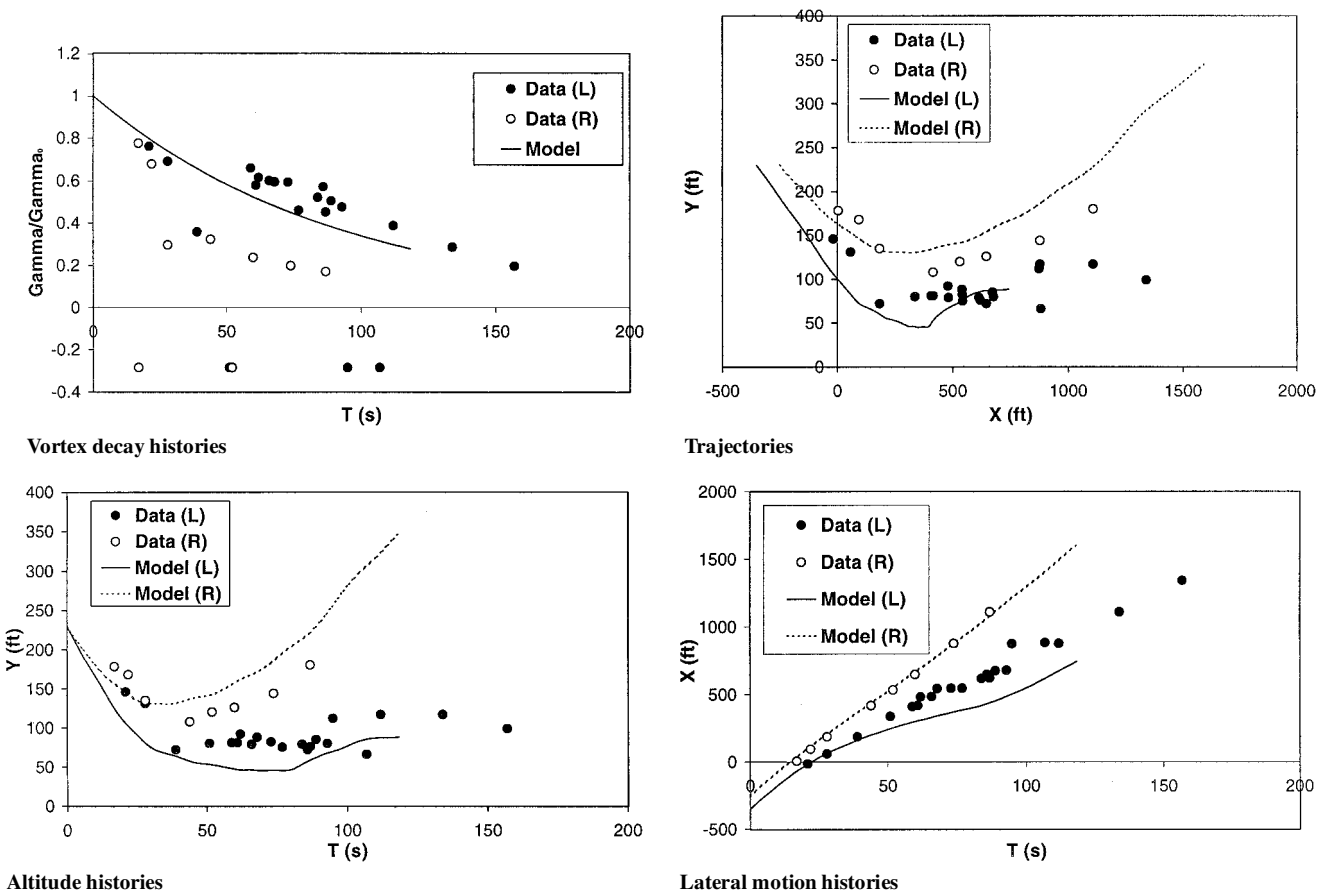 1.2
1
0.8
0.6
0.4
0.2
0
-0.2
-0.4
0
50
100
150
200
Gamma/Gamma₀
T (s)
Data (L)
Data (R)
Model
Vortex decay histories
400
350
300
250
200
150
100
50
0
-500
0
500
1000
1500
2000
Y (ft)
X (ft)
Data (L)
Data (R)
Model (L)
Model (R)
Trajectories
400
350
300
250
200
150
100
50
0
0
50
100
150
200
Y (ft)
T (s)
Data (L)
Data (R)
Model (L)
Model (R)
Altitude histories
2000
1500
1000
500
0
-500
0
50
100
150
200
X (ft)
T (s)
Data (L)
Data (R)
Model (L)
Model (R)
Lateral motion histories